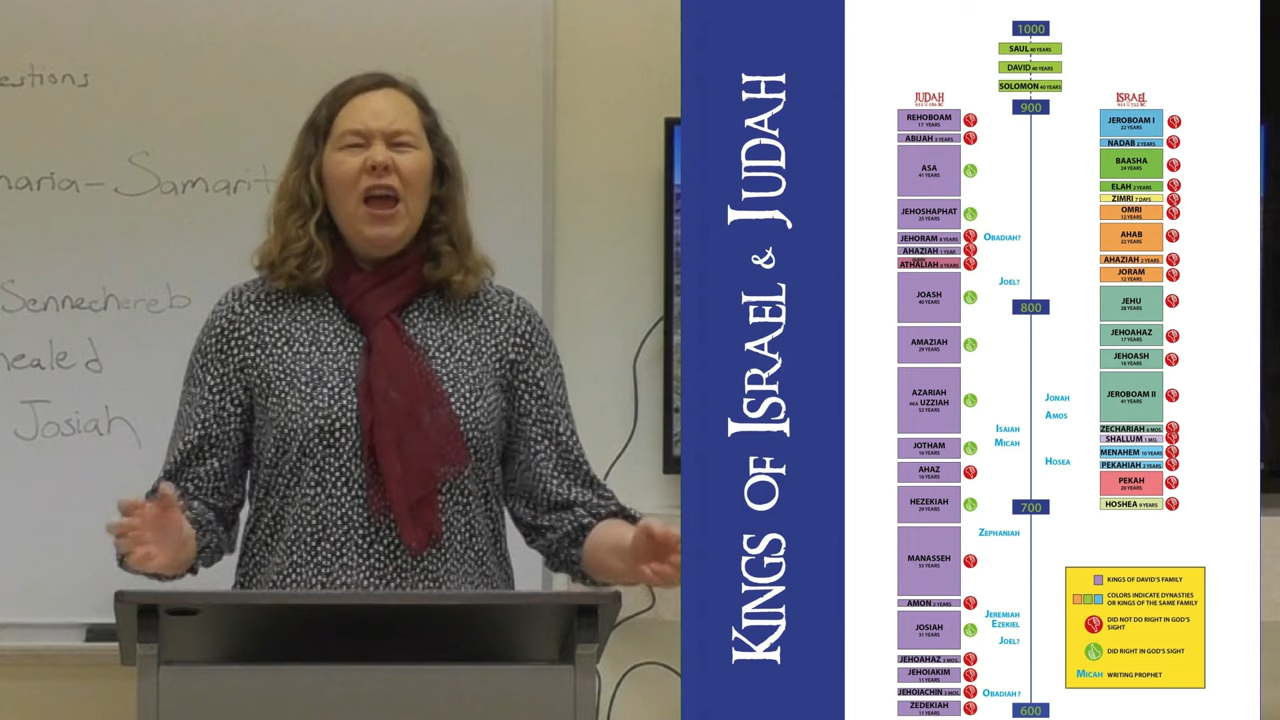 estions
Samarit
Sennechereb
healed
Josiah
KINGS OF ISRAEL & JUDAH
1000
SAUL 40 YEARS
DAVID 40 YEARS
SOLOMON 40 YEARS
900
JUDAH
ISRAEL
REHOBOAM
17 YEARS
ABIJAH 3 YEARS
ASA
41 YEARS
JEHOSHAPHAT
25 YEARS
JEHORAM 8 YEARS
AHAZIAH 1 YEAR
ATHALIAH 6 YEARS
JOASH
40 YEARS
AMAZIAH
29 YEARS
AZARIAH
AKA UZZIAH
52 YEARS
JOTHAM
16 YEARS
AHAZ
16 YEARS
HEZEKIAH
29 YEARS
MANASSEH
55 YEARS
AMON 2 YEARS
JOSIAH
31 YEARS
JEHOAHAZ 3 MOS.
JEHOIAKIM
11 YEARS
JEHOIACHIN 3 MOS.
ZEDEKIAH
11 YEARS
OBADIAH?
JOEL?
800
ISAIAH
MICAH
JONAH
AMOS
HOSEA
700
ZEPHANIAH
JEREMIAH
EZEKIEL
JOEL?
OBADIAH?
600
JEROBOAM I
22 YEARS
NADAB 2 YEARS
BAASHA
24 YEARS
ELAH 2 YEARS
ZIMRI 7 DAYS
OMRI
12 YEARS
AHAB
22 YEARS
AHAZIAH 2 YEARS
JORAM
12 YEARS
JEHU
28 YEARS
JEHOAHAZ
17 YEARS
JEHOASH
16 YEARS
JEROBOAM II
41 YEARS
ZECHARIAH 6 MOS.
SHALLUM 1 MO.
MENAHEM 10 YEARS
PEKAHIAH 2 YEARS
PEKAH
20 YEARS
HOSHEA 9 YEARS
KINGS OF DAVID'S FAMILY
COLORS INDICATE DYNASTIES
OR KINGS OF THE SAME FAMILY
DID NOT DO RIGHT IN GOD'S
SIGHT
DID RIGHT IN GOD'S SIGHT
MICAH WRITING PROPHET